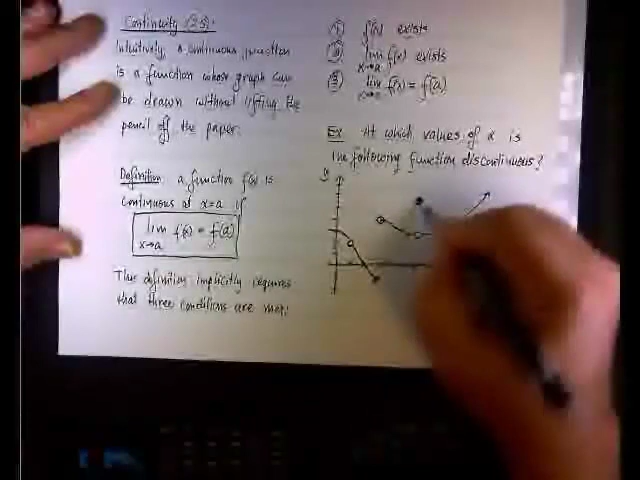 Continuity (2.5):
Intuitively, a continuous function
is a function whose graph can
be drawn without lifting the
pencil off the paper.
Definition a function f(x) is
continuous at x=a if
lim f(x) = f(a)
x→a
This definition implicitly requires
that three conditions are met:
① f(a) exists
② lim f(x) exists
x→a
③ lim f(x) = f(a)
x→a
Ex At which values of x is
the following function discontinuous?
y